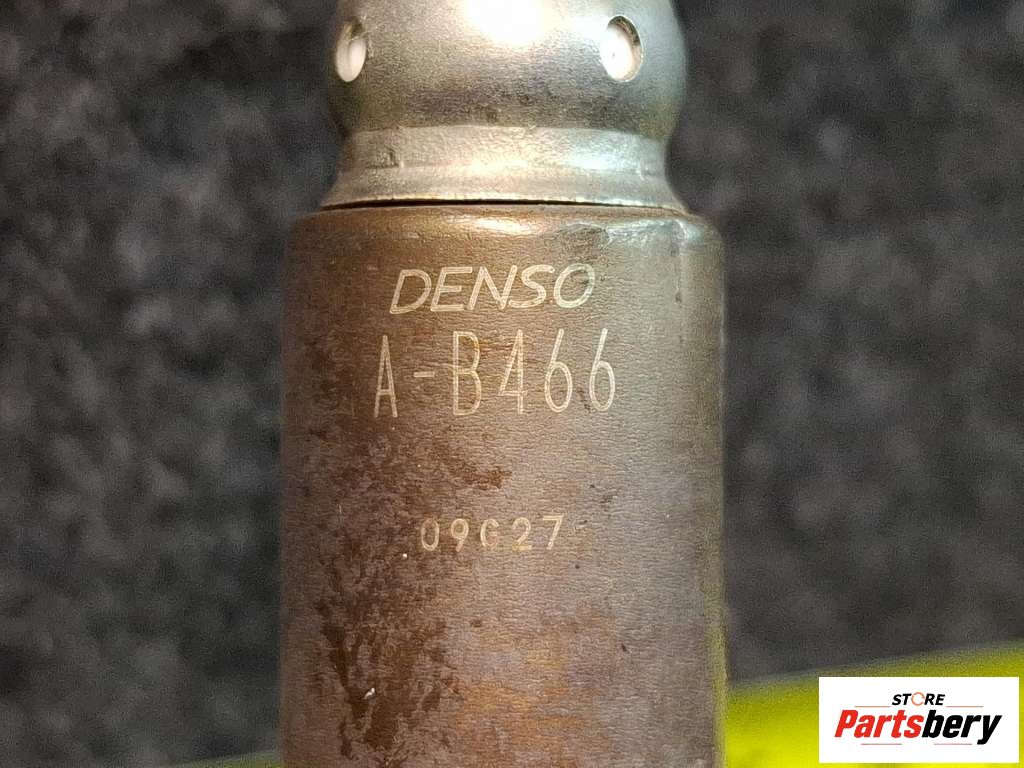 DENSO
A-B466
09G27
STORE
Partsbery